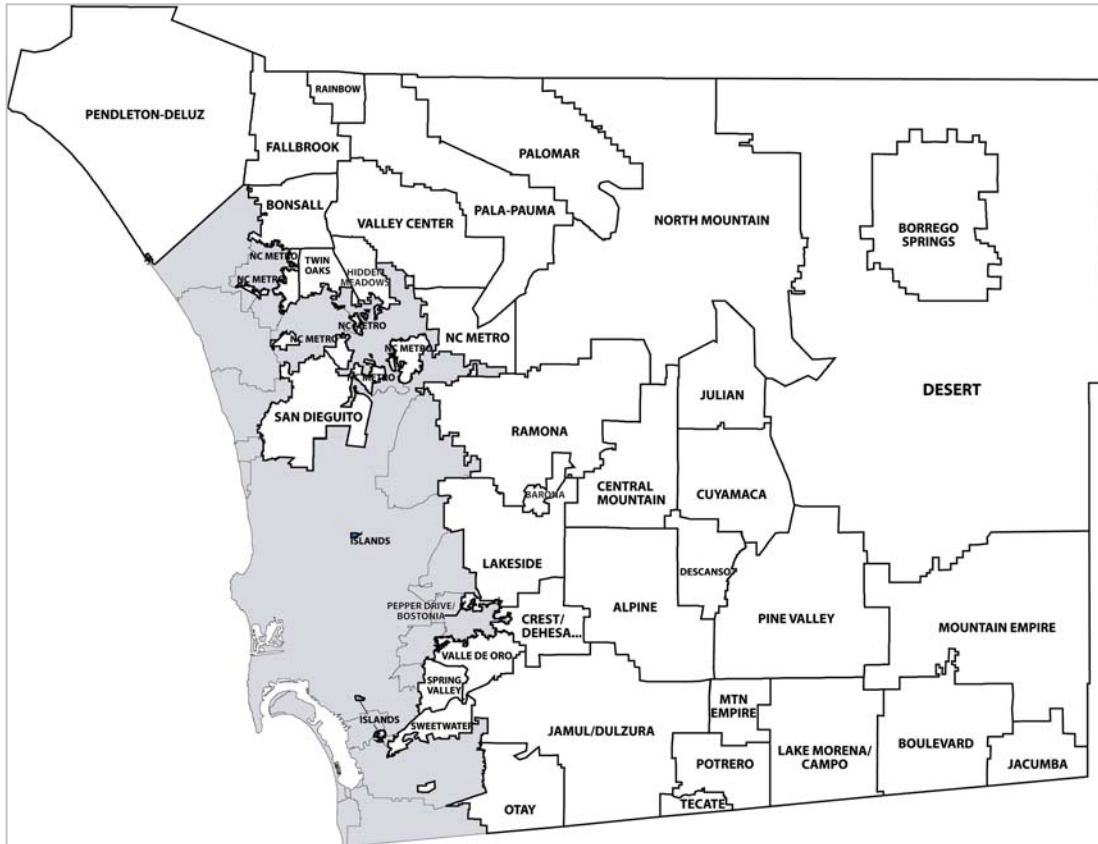 RAINBOW
PENDLETON-DELUZ
FALLBROOK
PALOMAR
BONSALL
VALLEY CENTER
PALA-PAUMA
NORTH MOUNTAIN
BORREGO
SPRINGS
NC METRO
TWIN
OAKS
HIDDEN
MEADOWS
NC METRO
NC METRO
NC METRO
NC METRO
NC METRO
NC METRO
DESERT
JULIAN
SAN DIEGUITO
RAMONA
BARONA
CENTRAL
MOUNTAIN
CUYAMACA
ISLANDS
LAKESIDE
DESCANSO
PEPPER DRIVE/
BOSTONIA
CREST/
DEHESA...
ALPINE
PINE VALLEY
MOUNTAIN EMPIRE
VALLE DE ORO
SPRING
VALLEY
ISLANDS
SWEETWATER
JAMUL/DULZURA
MTN
EMPIRE
LAKE MORENA/
CAMPO
BOULEVARD
POTRERO
JACUMBA
OTAY
TECATE